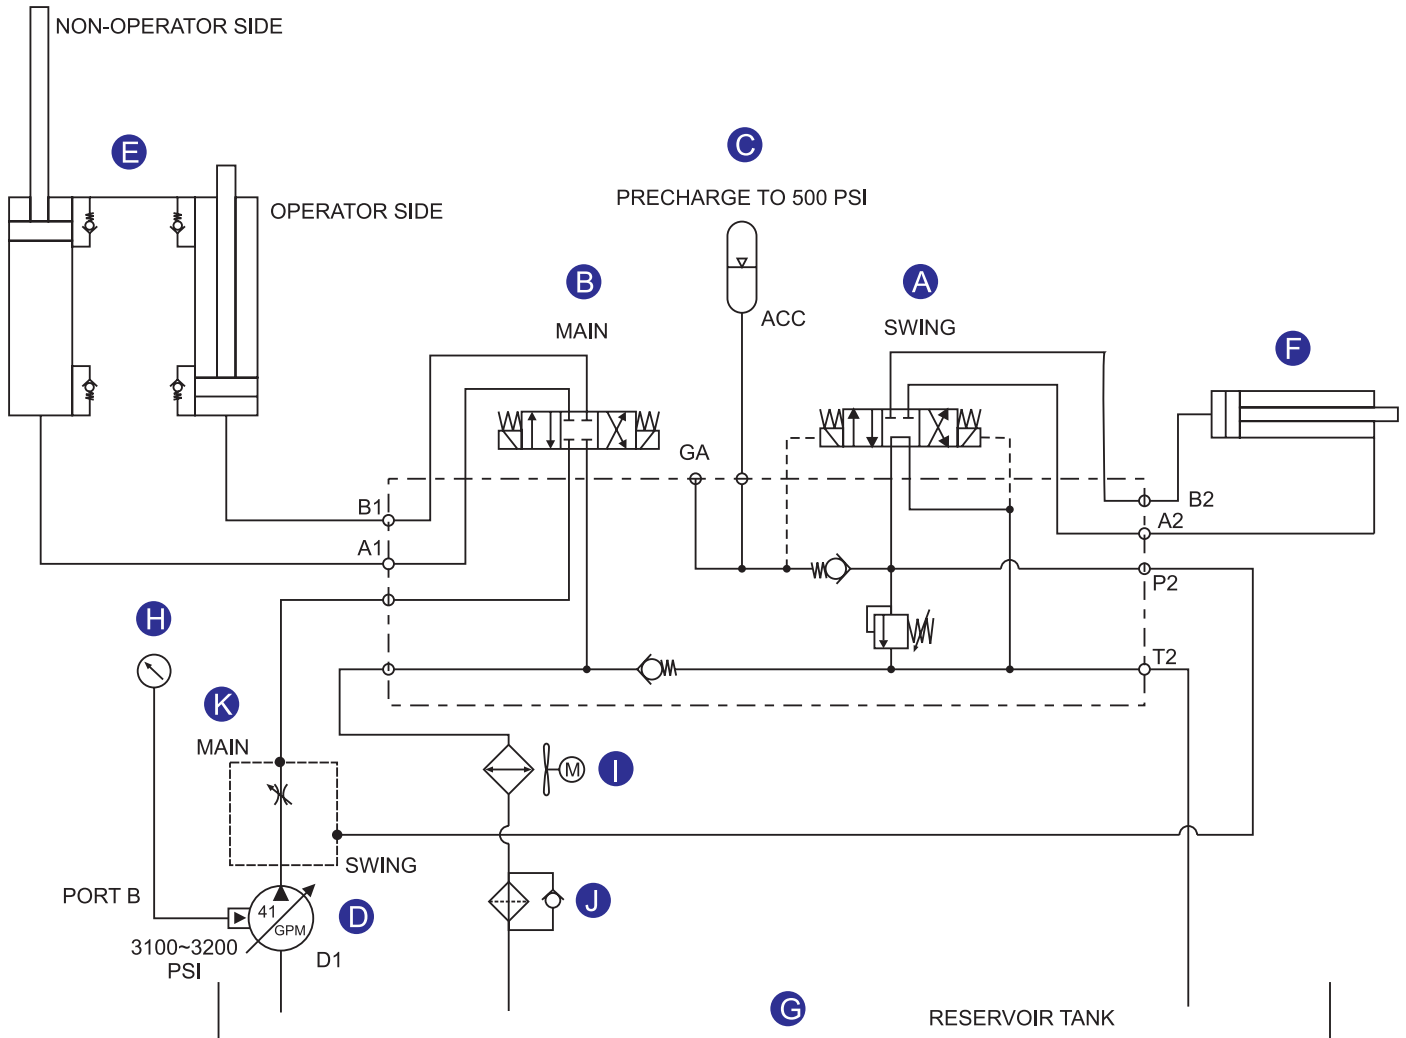 NON-OPERATOR SIDE
E
C
PRECHARGE TO 500 PSI
OPERATOR SIDE
B
A
MAIN
ACC
SWING
F
GA
B1
B2
A1
A2
P2
H
T2
K
MAIN
M
I
SWING
PORT B
41
GPM
D
J
3100~3200
PSI
D1
G
RESERVOIR TANK